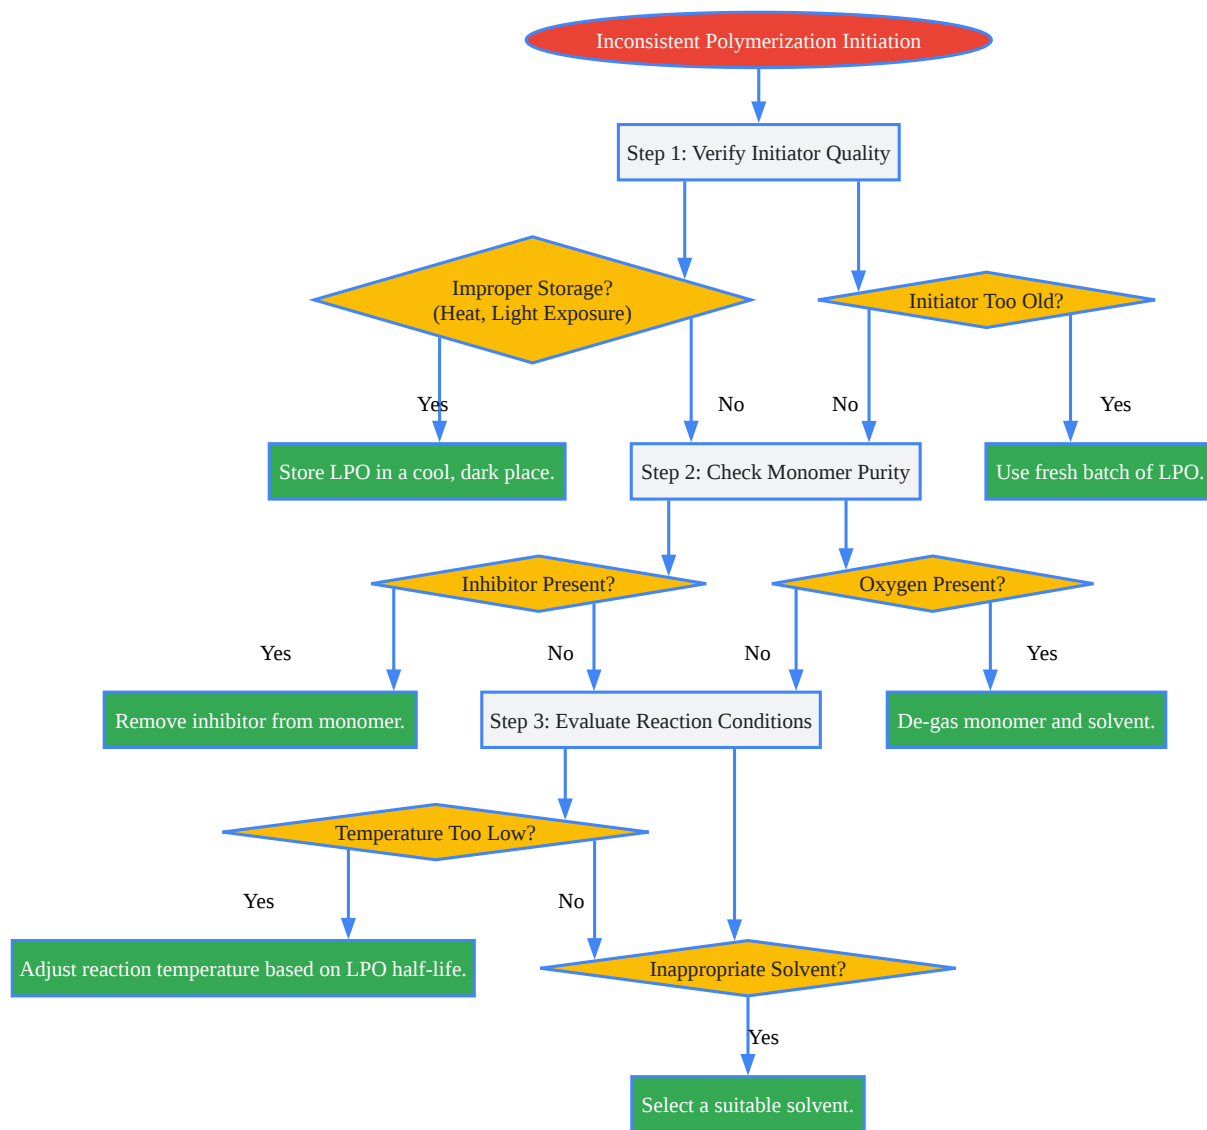 Inconsistent Polymerization Initiation
Step 1: Verify Initiator Quality
Improper Storage?
(Heat, Light Exposure)
Initiator Too Old?
Yes
No
No
Yes
Store LPO in a cool, dark place.
Step 2: Check Monomer Purity
Use fresh batch of LPO.
Inhibitor Present?
Oxygen Present?
Yes
No
No
Yes
Remove inhibitor from monomer.
Step 3: Evaluate Reaction Conditions
De-gas monomer and solvent.
Temperature Too Low?
Yes
No
Adjust reaction temperature based on LPO half-life.
Inappropriate Solvent?
Yes
Select a suitable solvent.